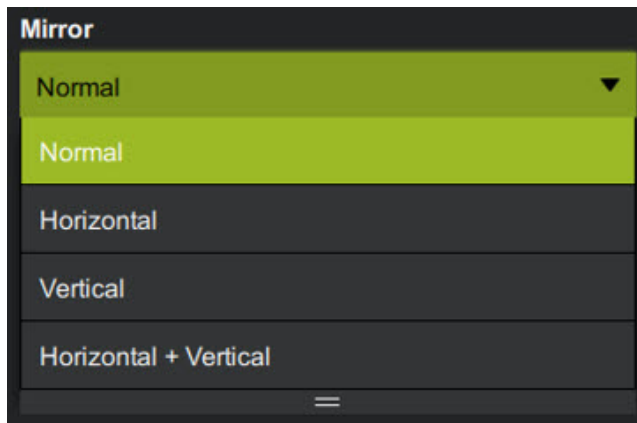 Mirror
Normal
Normal
Horizontal
Vertical
Horizontal + Vertical